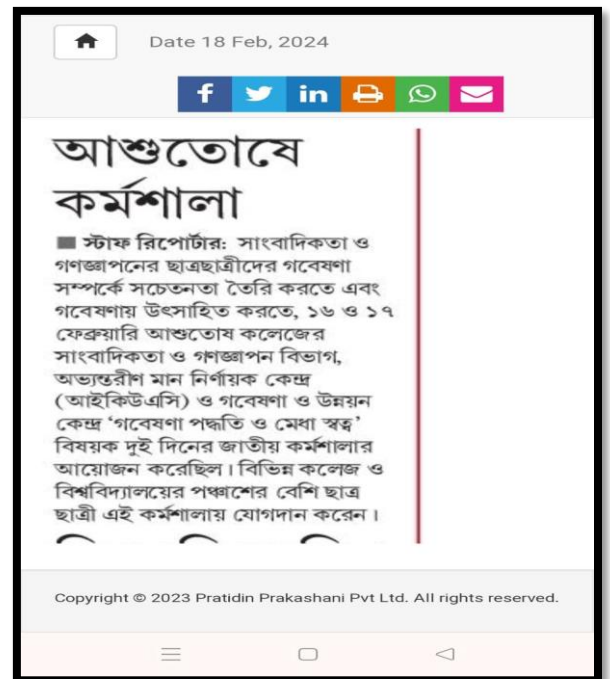 Date 18 Feb, 2024
আশুতোষে
কর্মশালা
■ স্টাফ রিপোর্টার: সাংবাদিকতা ও
গণজ্ঞাপনের ছাত্রছাত্রীদের গবেষণা
সম্পর্কে সচেতনতা তৈরি করতে এবং
গবেষণায় উৎসাহিত করতে, ১৬ ও ১৭
ফেব্রুয়ারি আশুতোষ কলেজের
সাংবাদিকতা ও গণজ্ঞাপন বিভাগ,
অভ্যন্তরীণ মান নির্ণায়ক কেন্দ্র
(আইকিউএসি) ও গবেষণা ও উন্নয়ন
কেন্দ্র ‘গবেষণা পদ্ধতি ও মেধা স্বত্ব’
বিষয়ক দুই দিনের জাতীয় কর্মশালার
আয়োজন করেছিল। বিভিন্ন কলেজ ও
বিশ্ববিদ্যালয়ের পঞ্চাশের বেশি ছাত্র
ছাত্রী এই কর্মশালায় যোগদান করেন।
Copyright © 2023 Pratidin Prakashani Pvt Ltd. All rights reserved.